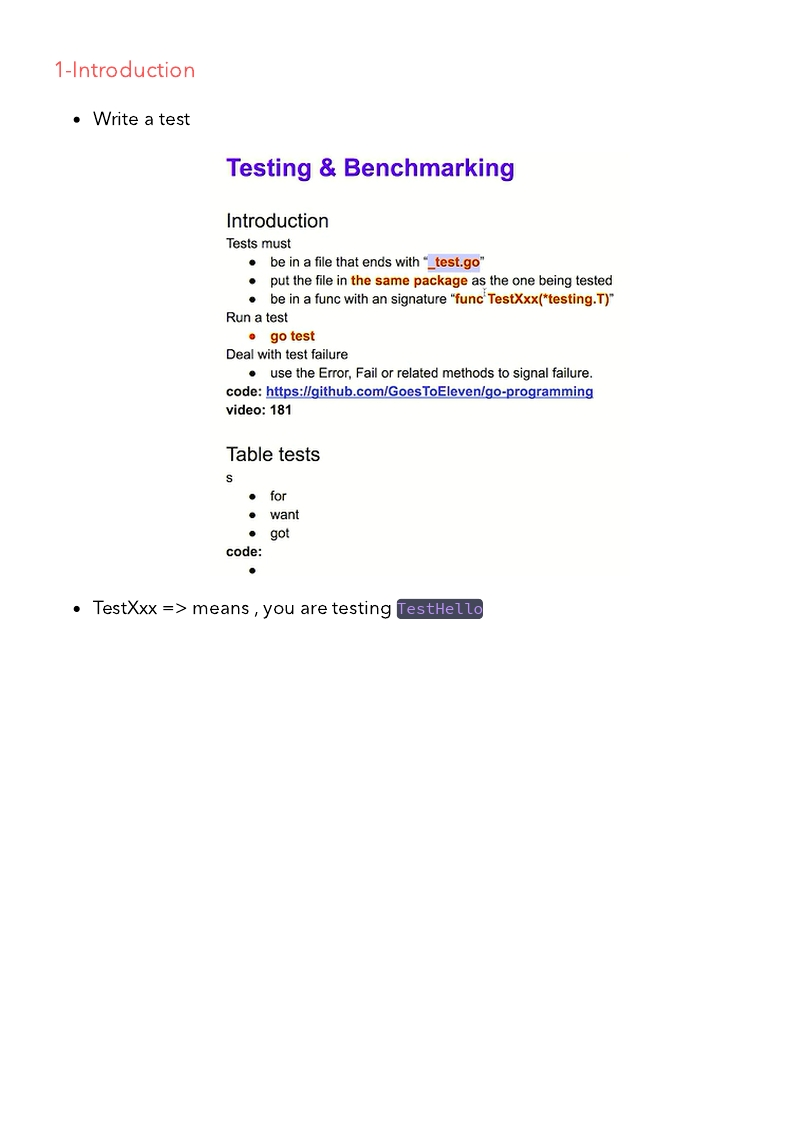 1-Introduction
• Write a test
Testing & Benchmarking
Introduction
Tests must
● be in a file that ends with “_test.go”
● put the file in the same package as the one being tested
● be in a func with an signature “func TestXxx(*testing.T)”
Run a test
● go test
Deal with test failure
● use the Error, Fail or related methods to signal failure.
code: https://github.com/GoesToEleven/go-programming
video: 181
Table tests
s
● for
● want
● got
code:
●
• TestXxx => means , you are testing TestHello